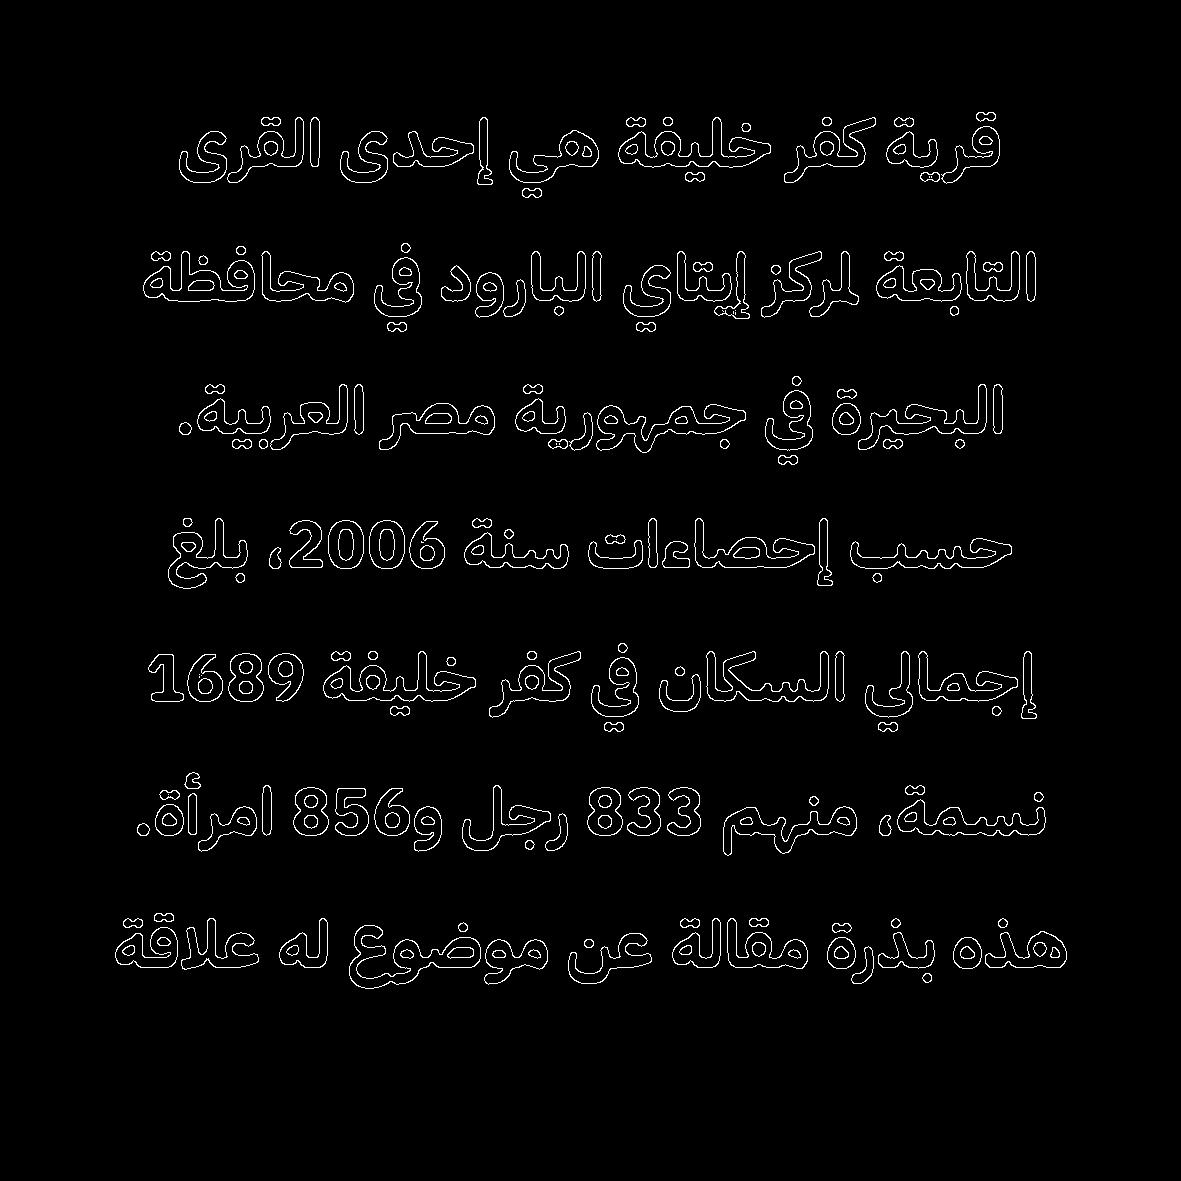 قرية كفر خليفة هي إحدى القرى
التابعة لمركز إيتاي البارود في محافظة
البحيرة في جمهورية مصر العربية.
حسب إحصاءات سنة 2006، بلغ
إجمالي السكان في كفر خليفة 1689
نسمة، منهم 833 رجل و856 امرأة.
هذه بذرة مقالة عن موضوع له علاقة